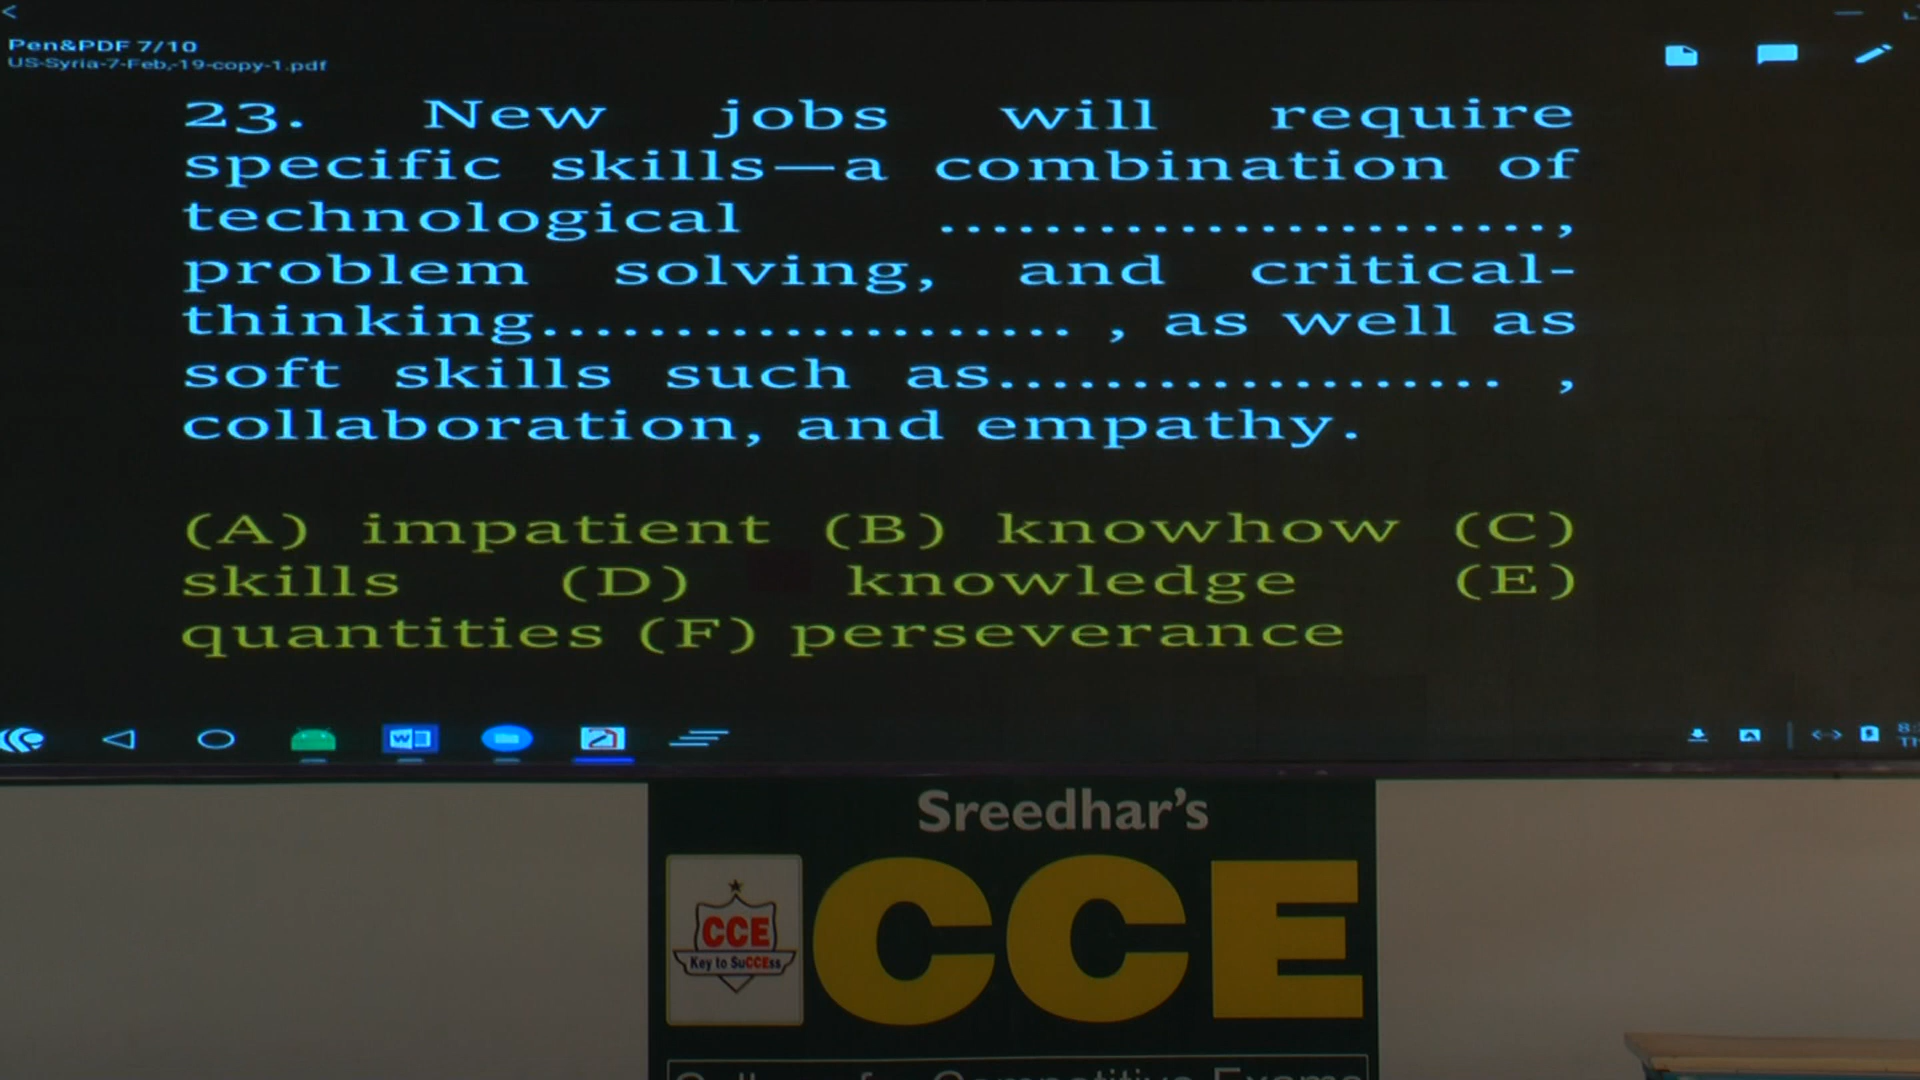 Pen&PDF 7/10
US-Syria-7-Feb,-19-copy-1.pdf
23. New jobs will require
specific skills—a combination of
technological .......................,
problem solving, and critical-
thinking.................... , as well as
soft skills such as................... ,
collaboration, and empathy.
(A) impatient (B) knowhow (C)
skills (D) knowledge (E)
quantities (F) perseverance
Sreedhar's
CCE
Key to SuCCEss
CCE